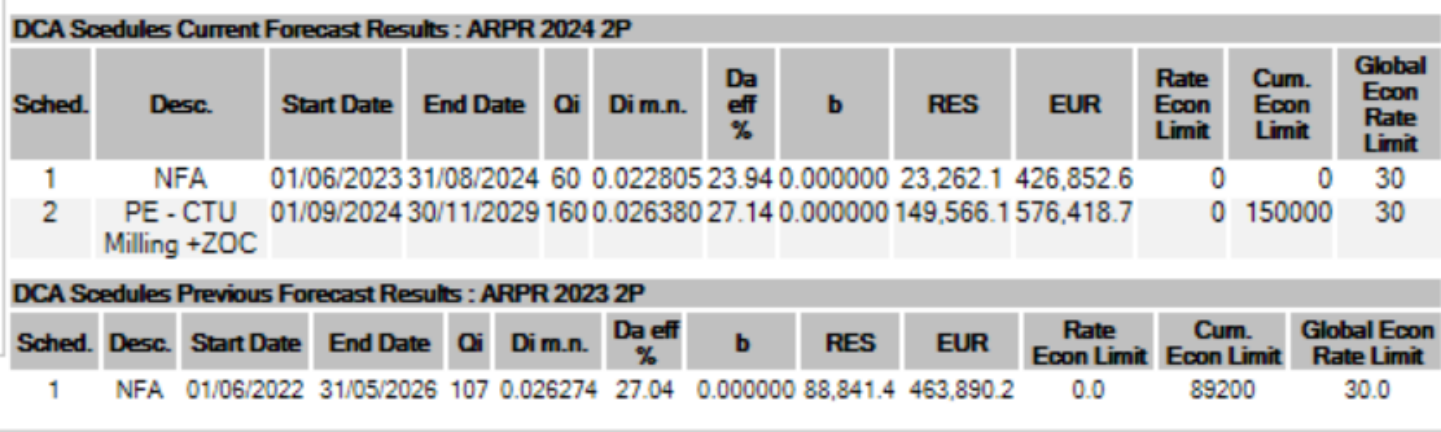 DCA Scedules Current Forecast Results : ARPR 2024 2P
Sched. Desc. Start Date End Date Qi Di m.n. Da eff % b RES EUR Rate Econ Limit Cum. Econ Limit Global Econ Rate Limit
1 NFA 01/06/2023 31/08/2024 60 0.022805 23.94 0.000000 23,262.1 426,852.6 0 0 30
2 PE - CTU Milling +ZOC 01/09/2024 30/11/2029 160 0.026380 27.14 0.000000 149,566.1 576,418.7 0 150000 30
DCA Scedules Previous Forecast Results : ARPR 2023 2P
Sched. Desc. Start Date End Date Qi Di m.n. Da eff % b RES EUR Rate Econ Limit Cum. Econ Limit Global Econ Rate Limit
1 NFA 01/06/2022 31/05/2026 107 0.026274 27.04 0.000000 88,841.4 463,890.2 0.0 89200 30.0